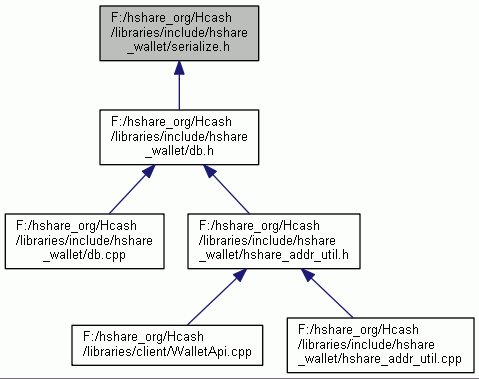 F:/hshare_org/Hcash
/libraries/include/hshare
_wallet/serialize.h
F:/hshare_org/Hcash
/libraries/include/hshare
_wallet/db.h
F:/hshare_org/Hcash
/libraries/include/hshare
_wallet/db.cpp
F:/hshare_org/Hcash
/libraries/include/hshare
_wallet/hshare_addr_util.h
F:/hshare_org/Hcash
/libraries/client/WalletApi.cpp
F:/hshare_org/Hcash
/libraries/include/hshare
_wallet/hshare_addr_util.cpp